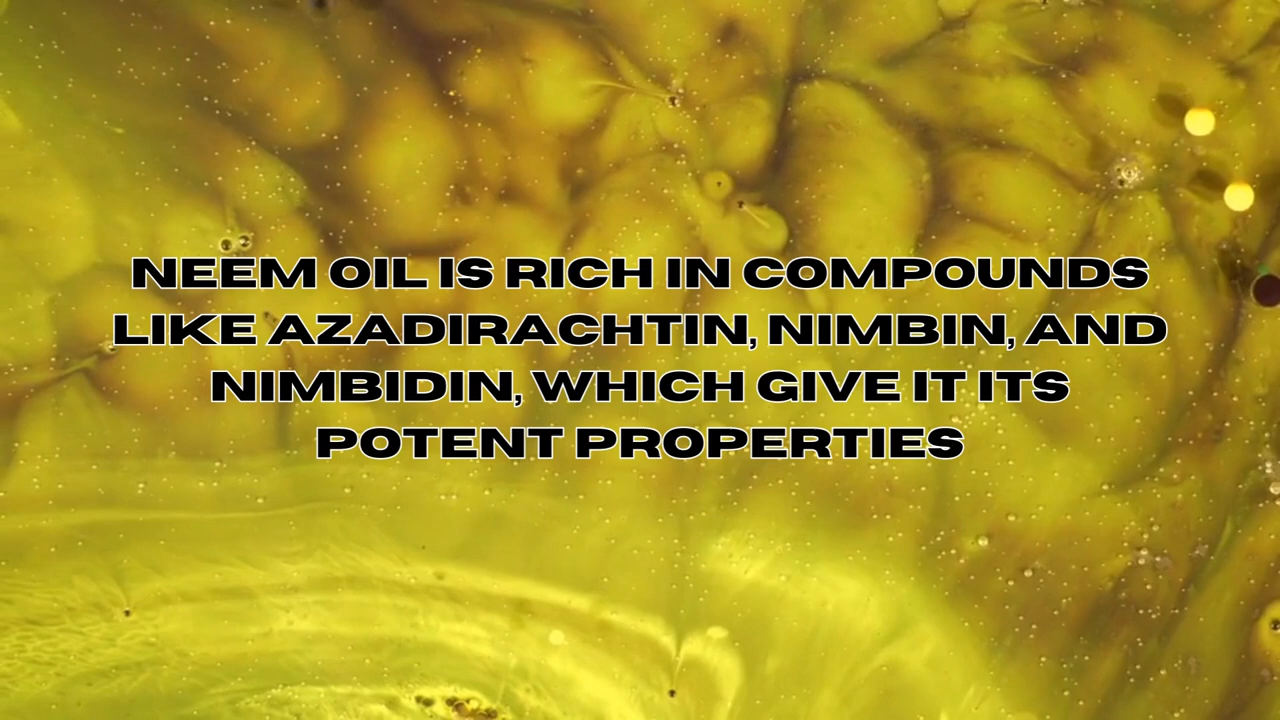 NEEM OIL IS RICH IN COMPOUNDS
LIKE AZADIRACHTIN, NIMBIN, AND
NIMBIDIN, WHICH GIVE IT ITS
POTENT PROPERTIES